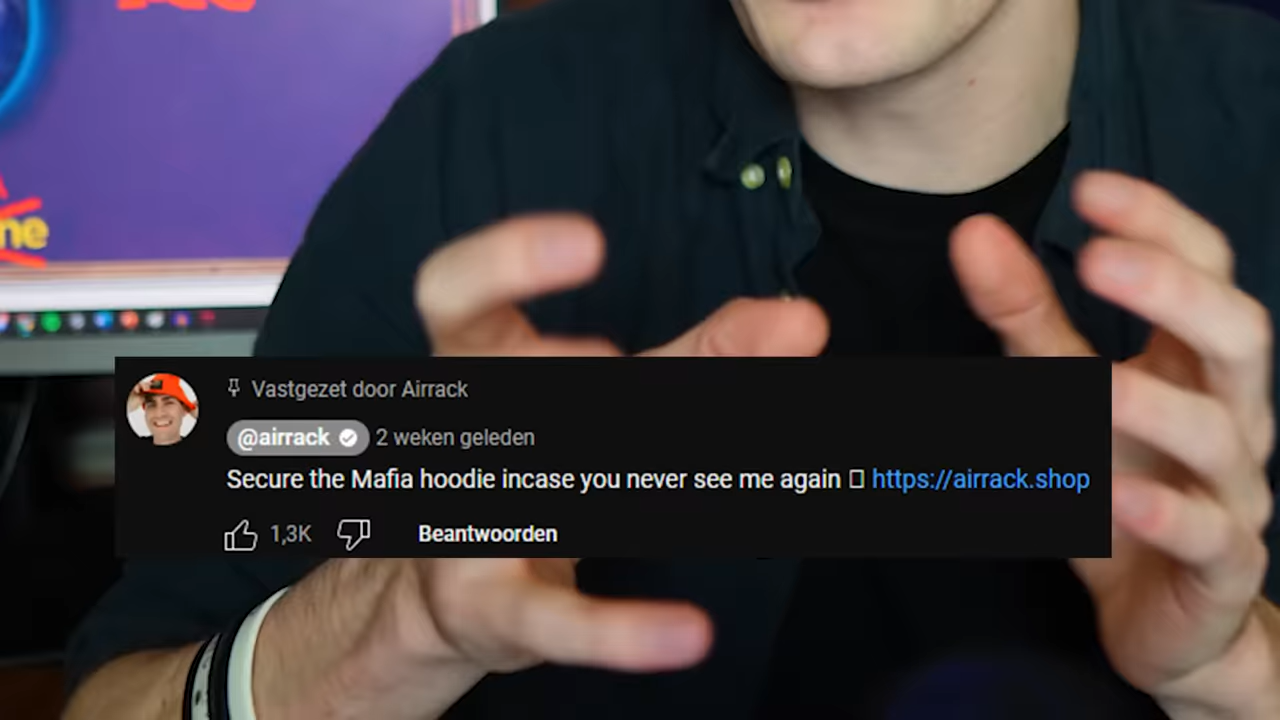 ne
Vastgezet door Airrack
@airrack 2 weken geleden
Secure the Mafia hoodie incase you never see me again https://airrack.shop
1,3K Beantwoorden